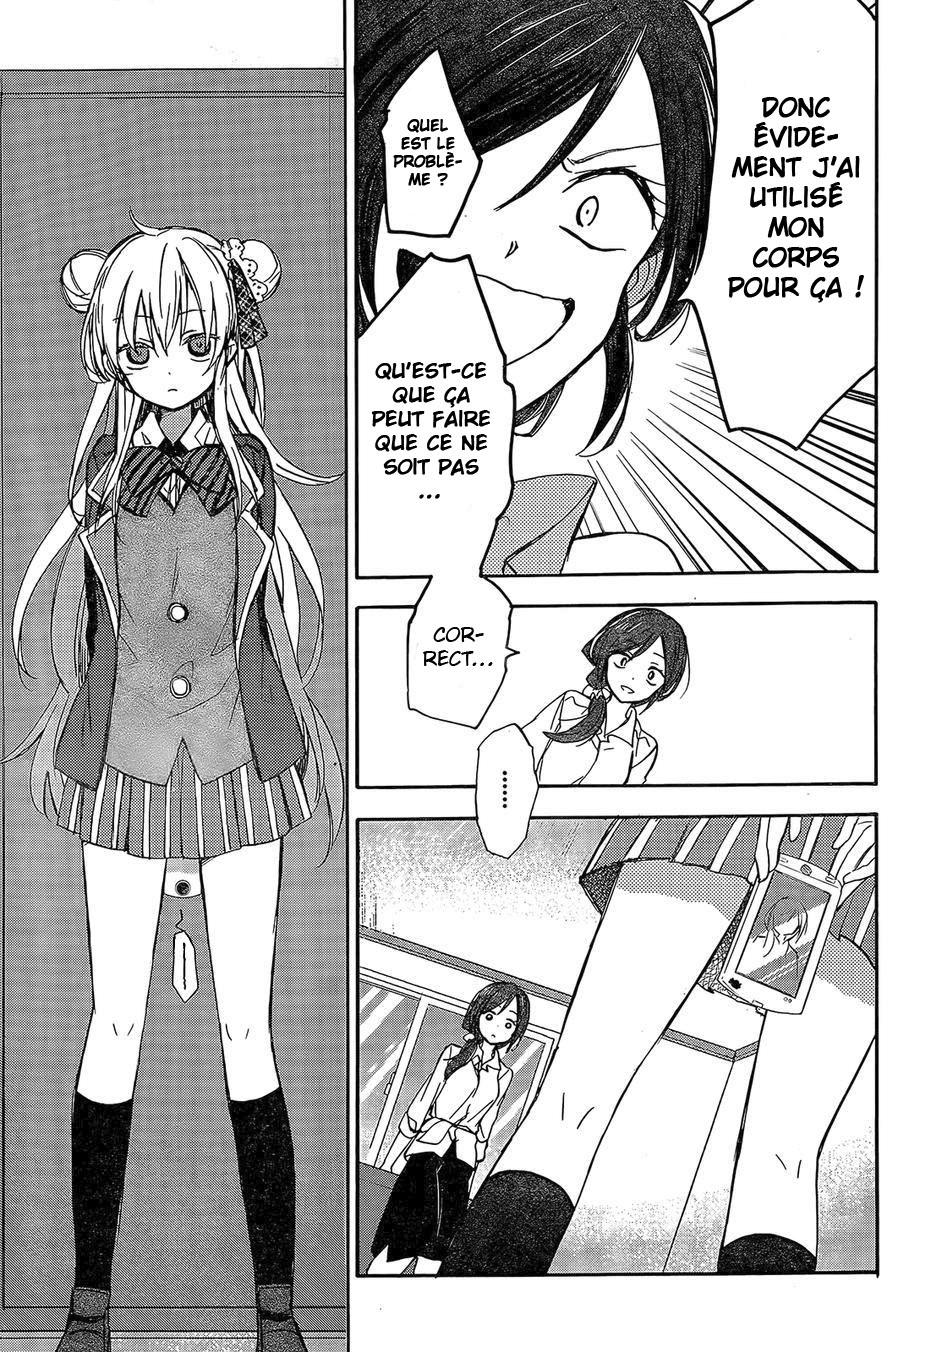 DONC
ÉVIDE-
MENT J'AI
UTILISÉ
MON
CORPS
POUR ÇA !
QUEL
EST LE
PROBLÈ-
ME ?
QU'EST-CE
QUE ÇA
PEUT FAIRE
QUE CE NE
SOIT PAS
...
COR-
RECT...
......
...